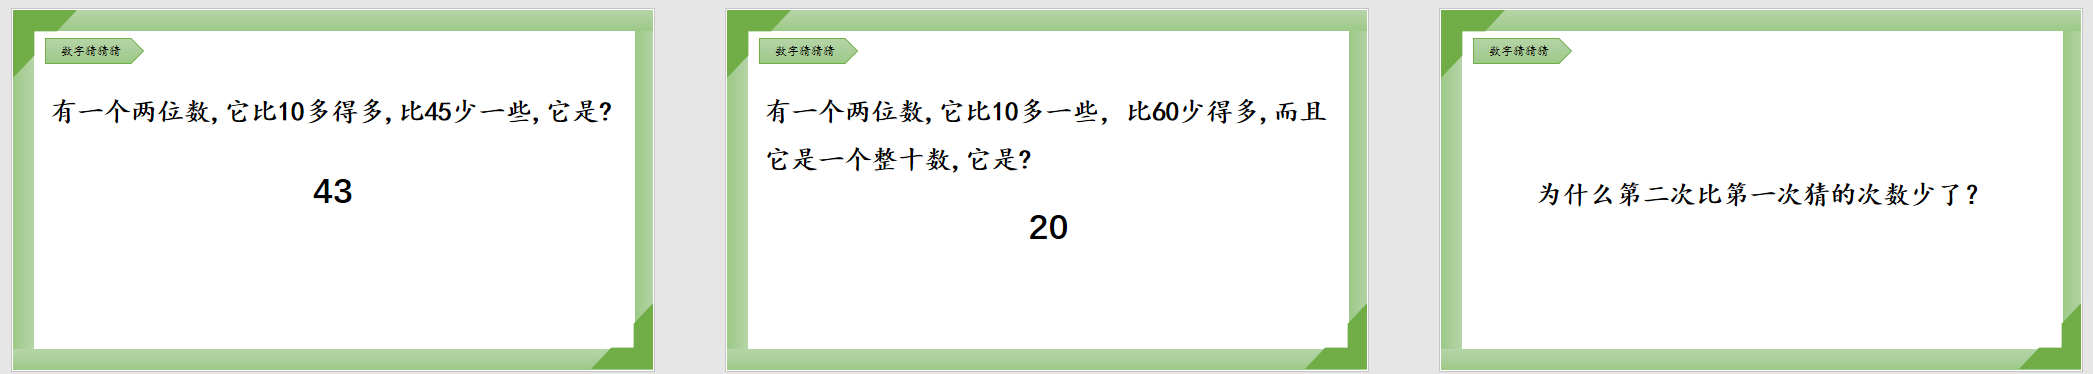 数字猜猜猜
有一个两位数,它比10多得多,比45少一些,它是?
43
数字猜猜猜
有一个两位数,它比10多一些，比60少得多,而且
它是一个整十数,它是?
20
数字猜猜猜
为什么第二次比第一次猜的次数少了?